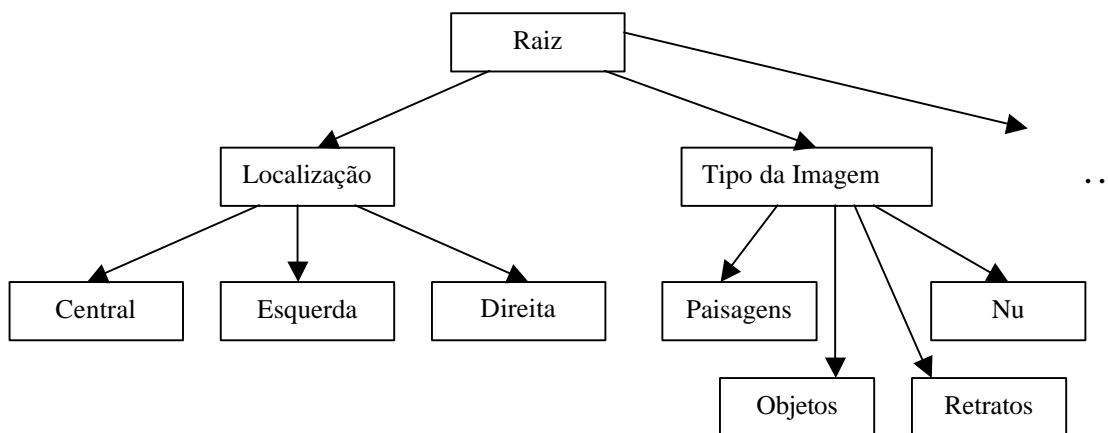 Raiz
Localização
Tipo da Imagem
..
Central
Esquerda
Direita
Paisagens
Nu
Objetos
Retratos